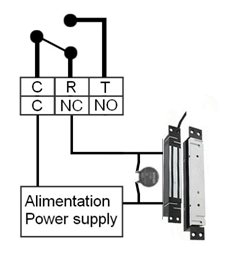 C R T
C NC NO
Alimentation
Power supply